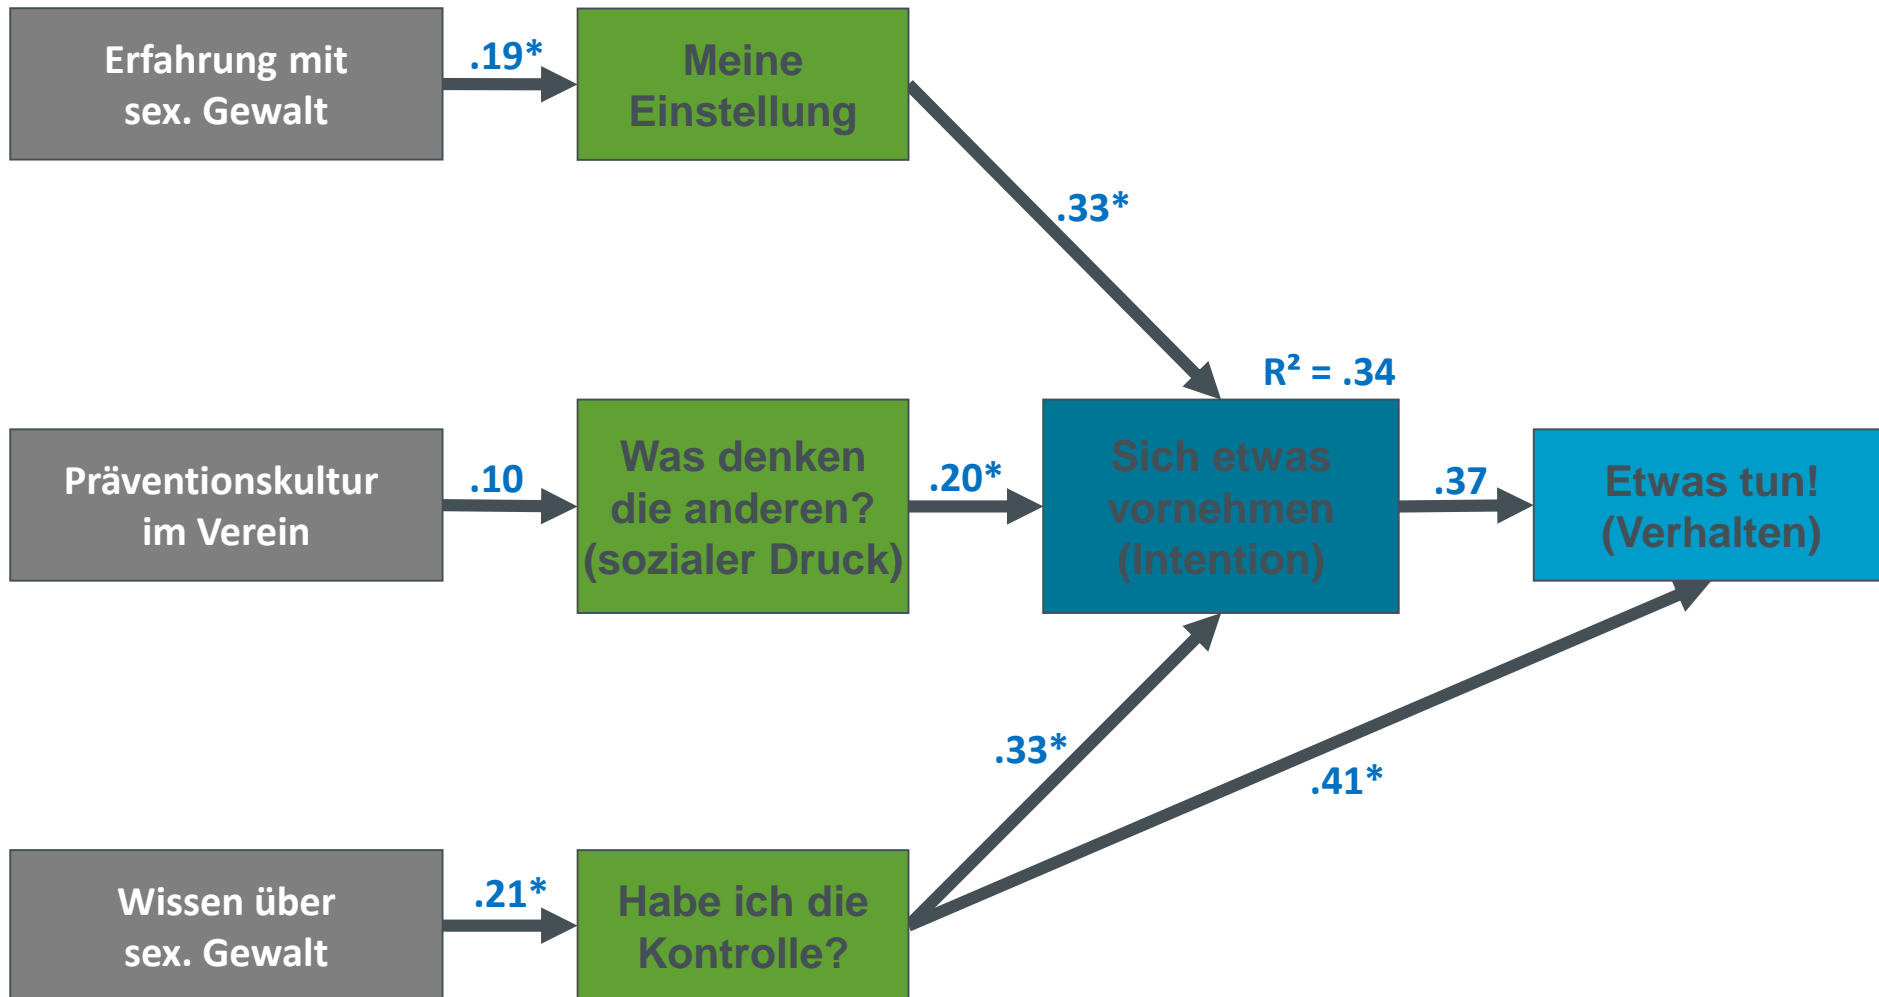 Erfahrung mit
sex. Gewalt
.19*
Meine
Einstellung
.33*
R² = .34
Präventionskultur
im Verein
.10
Was denken
die anderen?
(sozialer Druck)
.20*
Sich etwas
vornehmen
(Intention)
.37
Etwas tun!
(Verhalten)
.33*
.41*
Wissen über
sex. Gewalt
.21*
Habe ich die
Kontrolle?